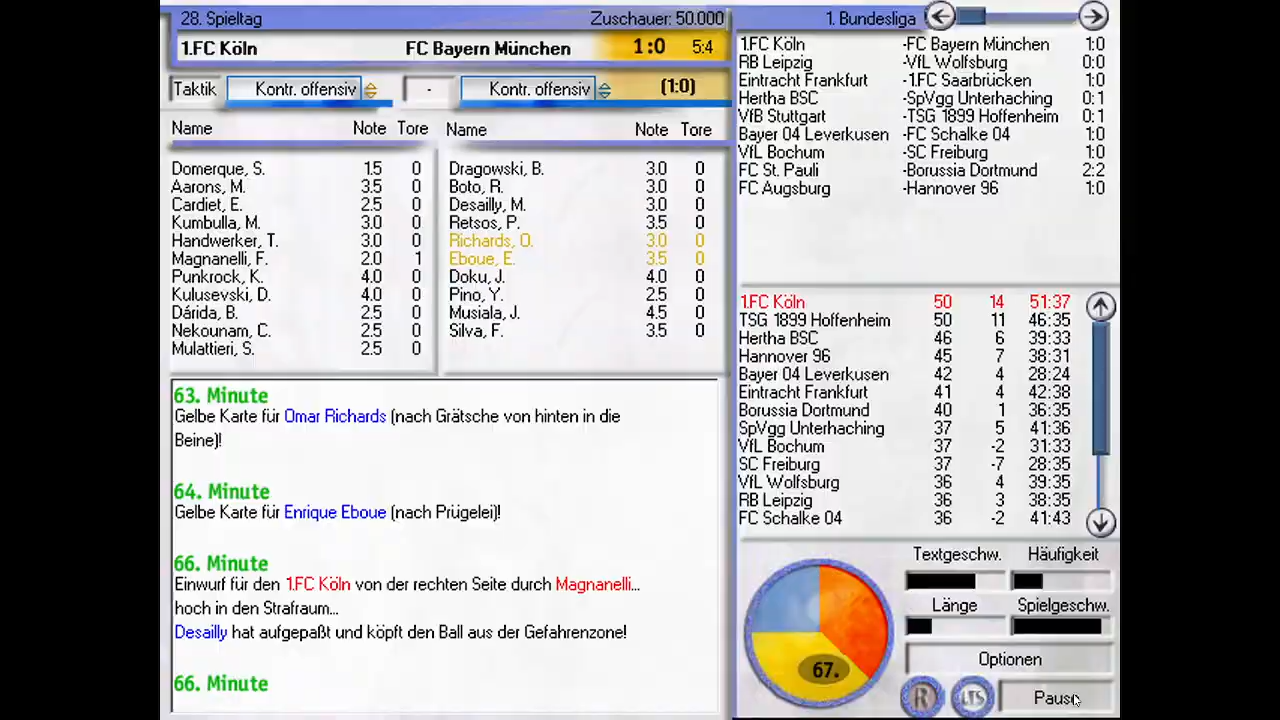 28. Spieltag Zuschauer: 50.000
1.FC Köln FC Bayern München 1:0 5:4
Taktik Kontr. offensiv - Kontr. offensiv (1:0)
Name Note Tore Name Note Tore
Domerque, S. 1.5 0 Dragowski, B. 3.0 0
Aarons, M. 3.5 0 Boto, R. 3.0 0
Cardiet, E. 2.5 0 Desailly, M. 3.0 0
Kumbulla, M. 3.0 0 Retsos, P. 3.5 0
Handwerker, T. 3.0 0 Richards, O. 3.0 0
Magnanelli, F. 2.0 1 Eboue, E. 3.5 0
Punkrock, K. 4.0 0 Doku, J. 4.0 0
Kulusevski, D. 4.0 0 Pino, Y. 2.5 0
Dárida, B. 2.5 0 Musiala, J. 4.5 0
Nekounam, C. 2.5 0 Silva, F. 3.5 0
Mulattieri, S. 2.5 0
63. Minute
Gelbe Karte für Omar Richards (nach Grätsche von hinten in die
Beine)!
64. Minute
Gelbe Karte für Enrique Eboue (nach Prügelei)!
66. Minute
Einwurf für den 1.FC Köln von der rechten Seite durch Magnanelli...
hoch in den Strafraum...
Desailly hat aufgepaßt und köpft den Ball aus der Gefahrenzone!
66. Minute
1. Bundesliga
1.FC Köln -FC Bayern München 1:0
RB Leipzig -VfL Wolfsburg 0:0
Eintracht Frankfurt -1.FC Saarbrücken 1:0
Hertha BSC -SpVgg Unterhaching 0:1
VfB Stuttgart -TSG 1899 Hoffenheim 0:1
Bayer 04 Leverkusen -FC Schalke 04 1:0
VfL Bochum -SC Freiburg 1:0
FC St. Pauli -Borussia Dortmund 2:2
FC Augsburg -Hannover 96 1:0
1.FC Köln 50 14 51:37
TSG 1899 Hoffenheim 50 11 46:35
Hertha BSC 46 6 39:33
Hannover 96 45 7 38:31
Bayer 04 Leverkusen 42 4 28:24
Eintracht Frankfurt 41 4 42:38
Borussia Dortmund 40 1 36:35
SpVgg Unterhaching 37 5 41:36
VfL Bochum 37 -2 31:33
SC Freiburg 37 -7 28:35
VfL Wolfsburg 36 4 39:35
RB Leipzig 36 3 38:35
FC Schalke 04 36 -2 41:43
Textgeschw. Häufigkeit
Länge Spielgeschw.
67.
Optionen
R LTS Pause